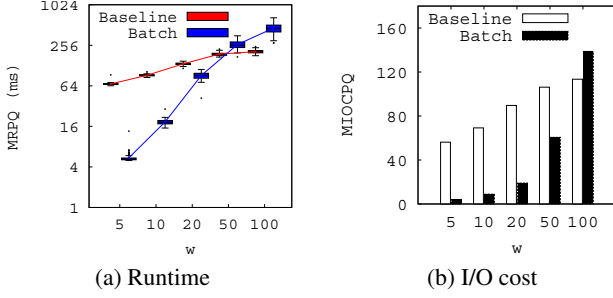 1024
256
64
16
4
1
MRPQ (ms)
Baseline
Batch
5 10 20 50 100
w
(a) Runtime
160
120
80
40
0
MIOCPQ
Baseline
Batch
5 10 20 50 100
w
(b) I/O cost